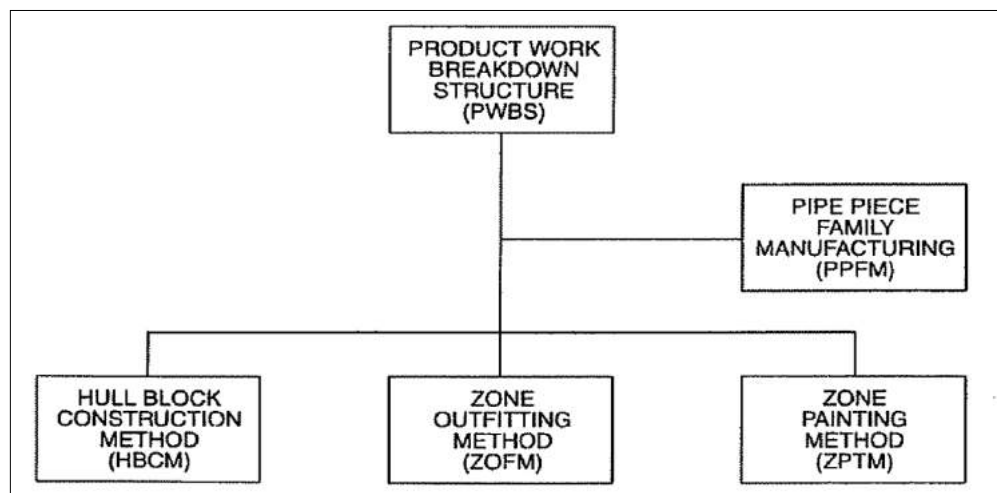 PRODUCT WORK
BREAKDOWN
STRUCTURE
(PWBS)
PIPE PIECE
FAMILY
MANUFACTURING
(PPFM)
HULL BLOCK
CONSTRUCTION
METHOD
(HBCM)
ZONE
OUTFITTING
METHOD
(ZOFM)
ZONE
PAINTING
METHOD
(ZPTM)